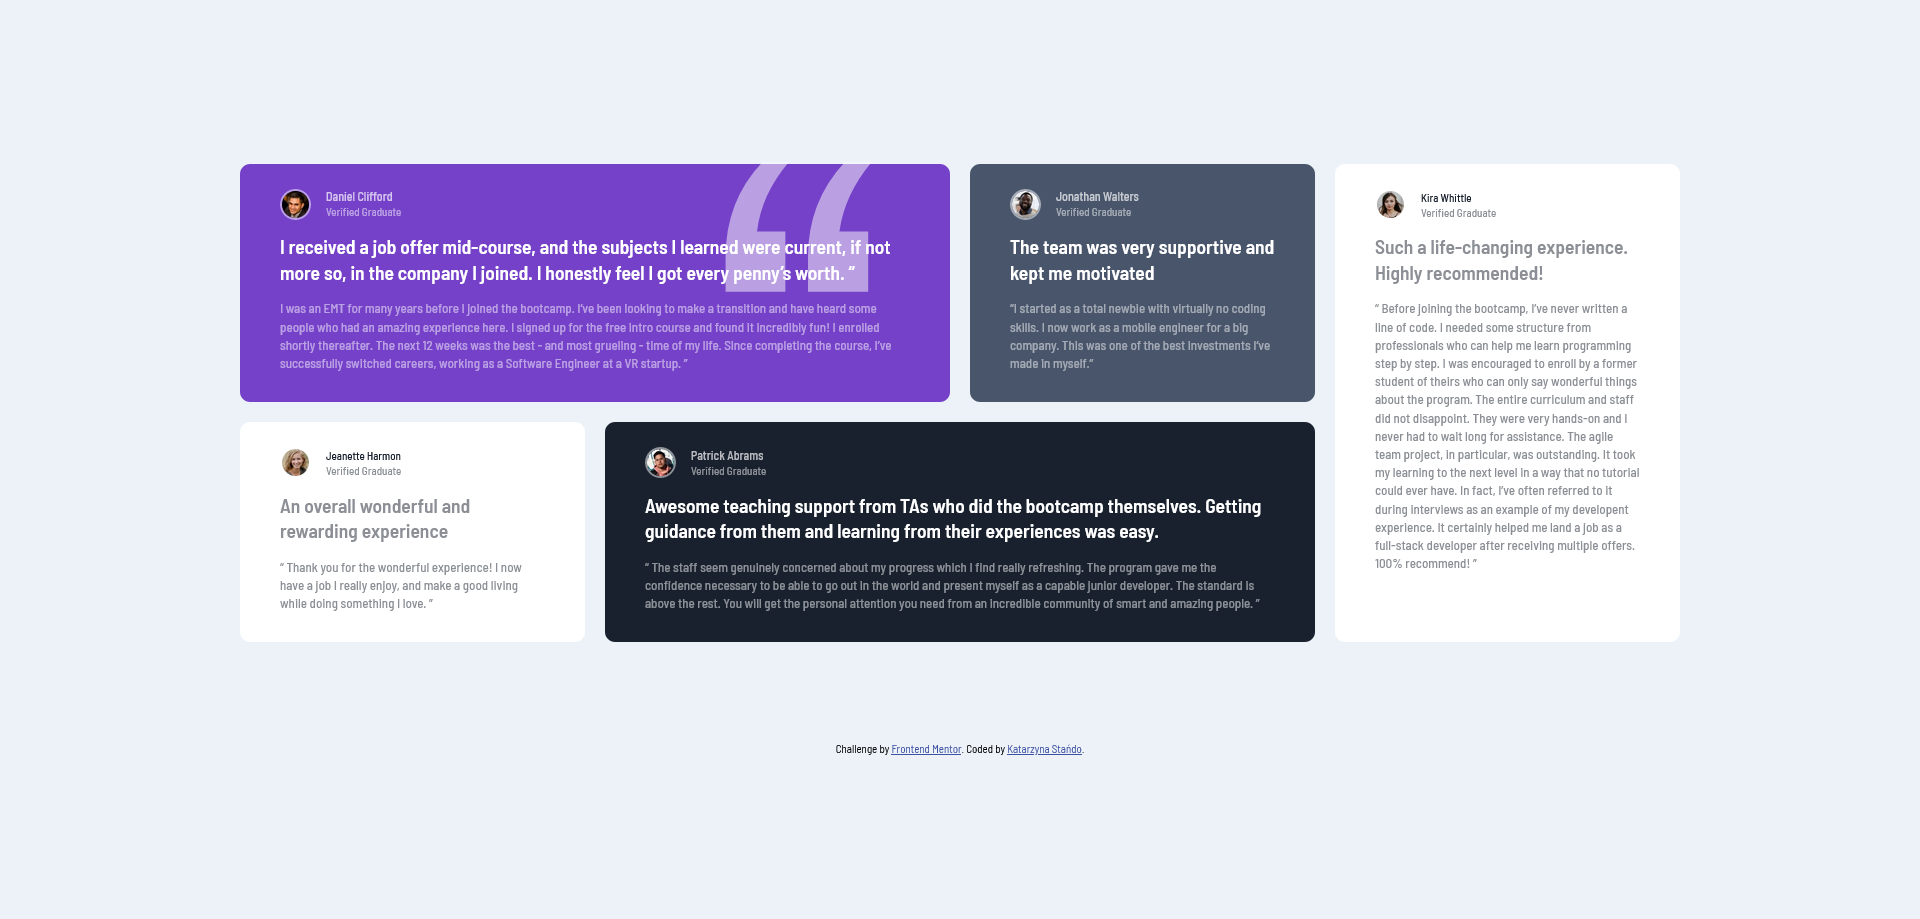 “
Daniel Clifford
Verified Graduate
I received a job offer mid-course, and the subjects I learned were current, if not
more so, in the company I joined. I honestly feel I got every penny’s worth. ”
I was an EMT for many years before I joined the bootcamp. I’ve been looking to make a transition and have heard some
people who had an amazing experience here. I signed up for the free intro course and found it incredibly fun! I enrolled
shortly thereafter. The next 12 weeks was the best - and most grueling - time of my life. Since completing the course, I’ve
successfully switched careers, working as a Software Engineer at a VR startup. ”
Jonathan Walters
Verified Graduate
The team was very supportive and
kept me motivated
“I started as a total newbie with virtually no coding
skills. I now work as a mobile engineer for a big
company. This was one of the best investments I’ve
made in myself.”
Kira Whittle
Verified Graduate
Such a life-changing experience.
Highly recommended!
“ Before joining the bootcamp, I’ve never written a
line of code. I needed some structure from
professionals who can help me learn programming
step by step. I was encouraged to enroll by a former
student of theirs who can only say wonderful things
about the program. The entire curriculum and staff
did not disappoint. They were very hands-on and I
never had to wait long for assistance. The agile
team project, in particular, was outstanding. It took
my learning to the next level in a way that no tutorial
could ever have. In fact, I’ve often referred to it
during interviews as an example of my developent
experience. It certainly helped me land a job as a
full-stack developer after receiving multiple offers.
100% recommend! ”
Jeanette Harmon
Verified Graduate
An overall wonderful and
rewarding experience
“ Thank you for the wonderful experience! I now
have a job I really enjoy, and make a good living
while doing something I love. ”
Patrick Abrams
Verified Graduate
Awesome teaching support from TAs who did the bootcamp themselves. Getting
guidance from them and learning from their experiences was easy.
“ The staff seem genuinely concerned about my progress which I find really refreshing. The program gave me the
confidence necessary to be able to go out in the world and present myself as a capable junior developer. The standard is
above the rest. You will get the personal attention you need from an incredible community of smart and amazing people. ”
Challenge by Frontend Mentor. Coded by Katarzyna Stańdo.